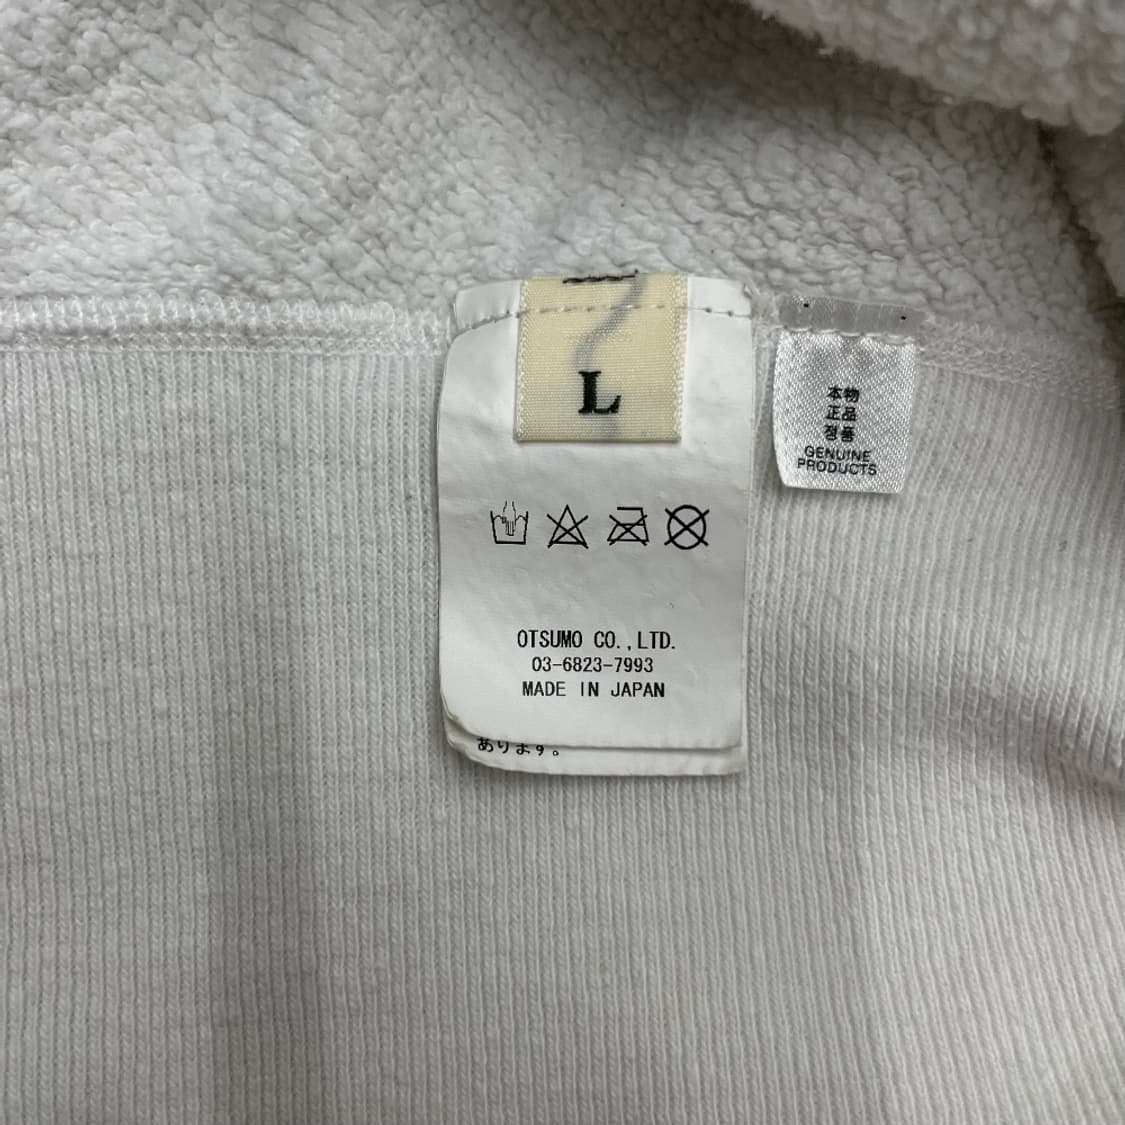 L
本物
正品
정품
GENUINE
PRODUCTS
OTSUMO CO.,LTD.
03-6823-7993
MADE IN JAPAN
あります。